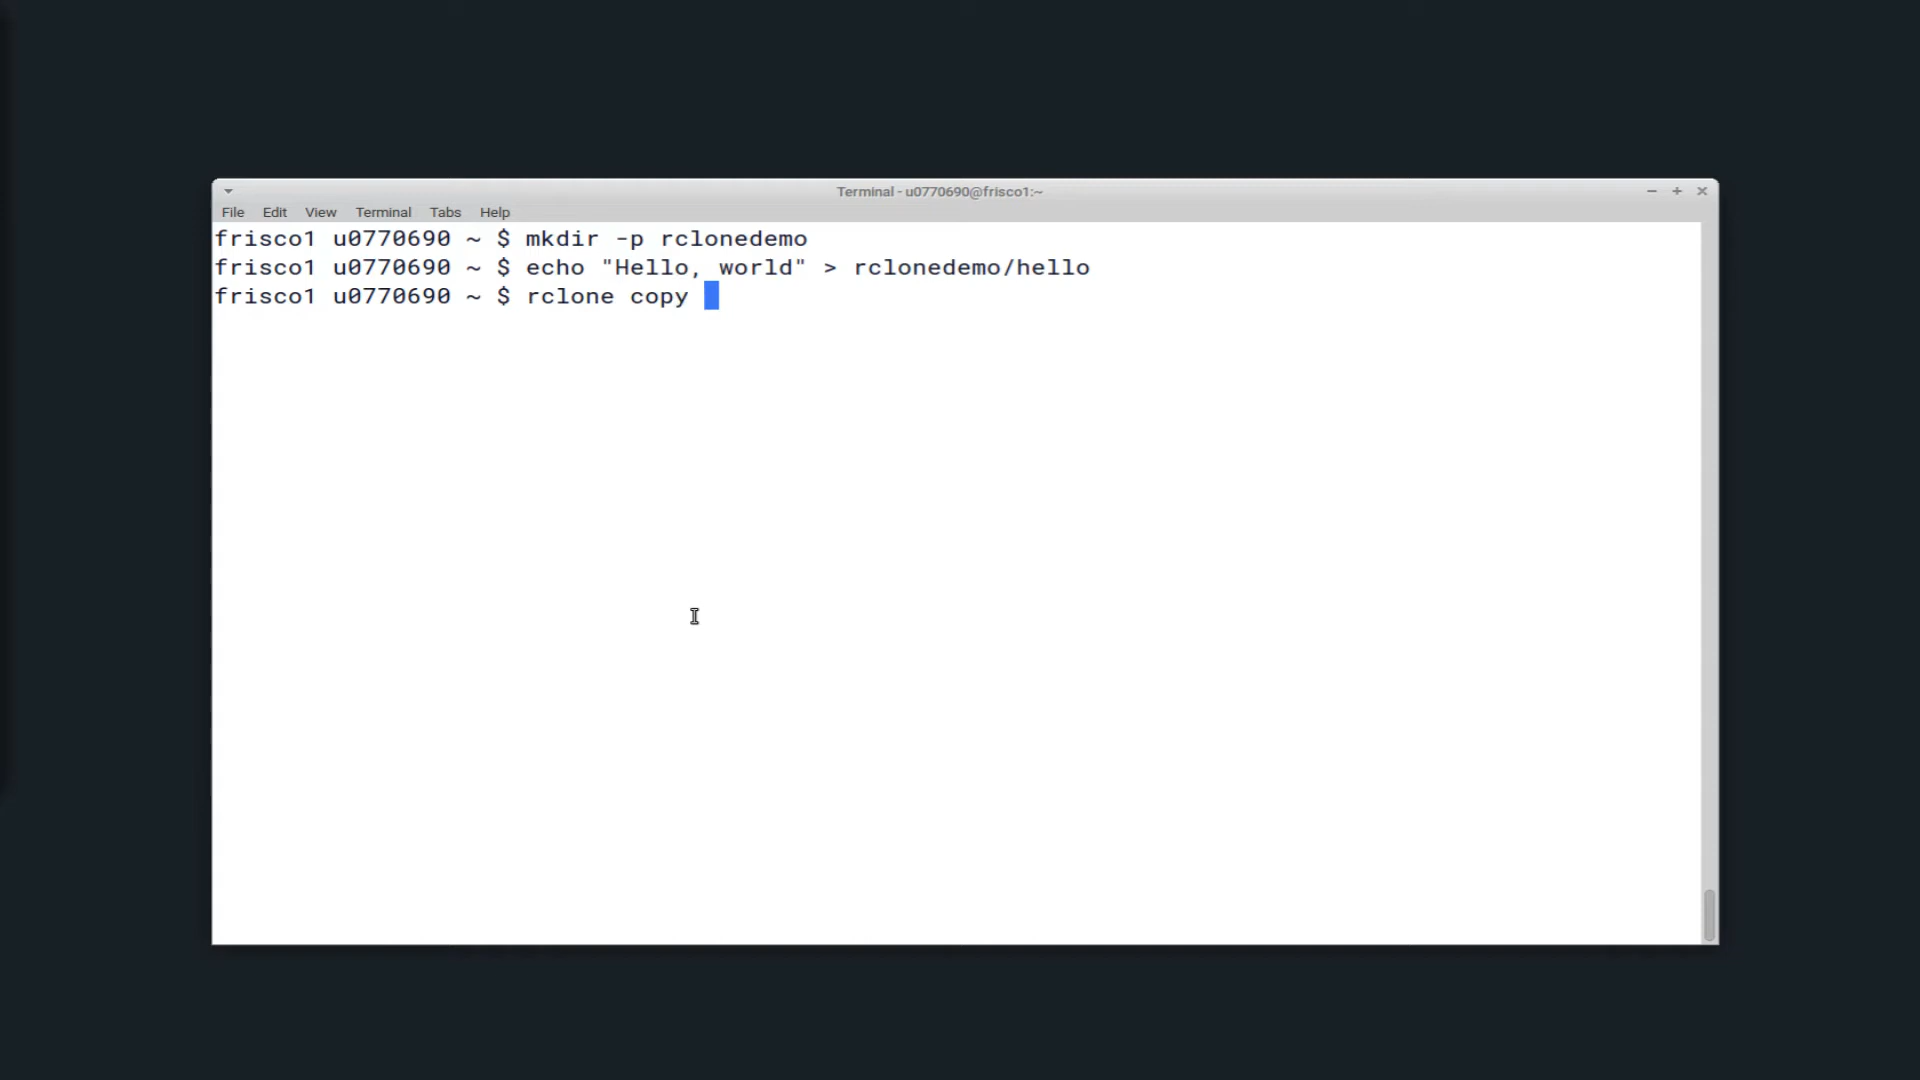 Terminal - u0770690@frisco1:~
File Edit View Terminal Tabs Help
frisco1 u0770690 ~ $ mkdir -p rclonedemo
frisco1 u0770690 ~ $ echo "Hello, world" > rclonedemo/hello
frisco1 u0770690 ~ $ rclone copy